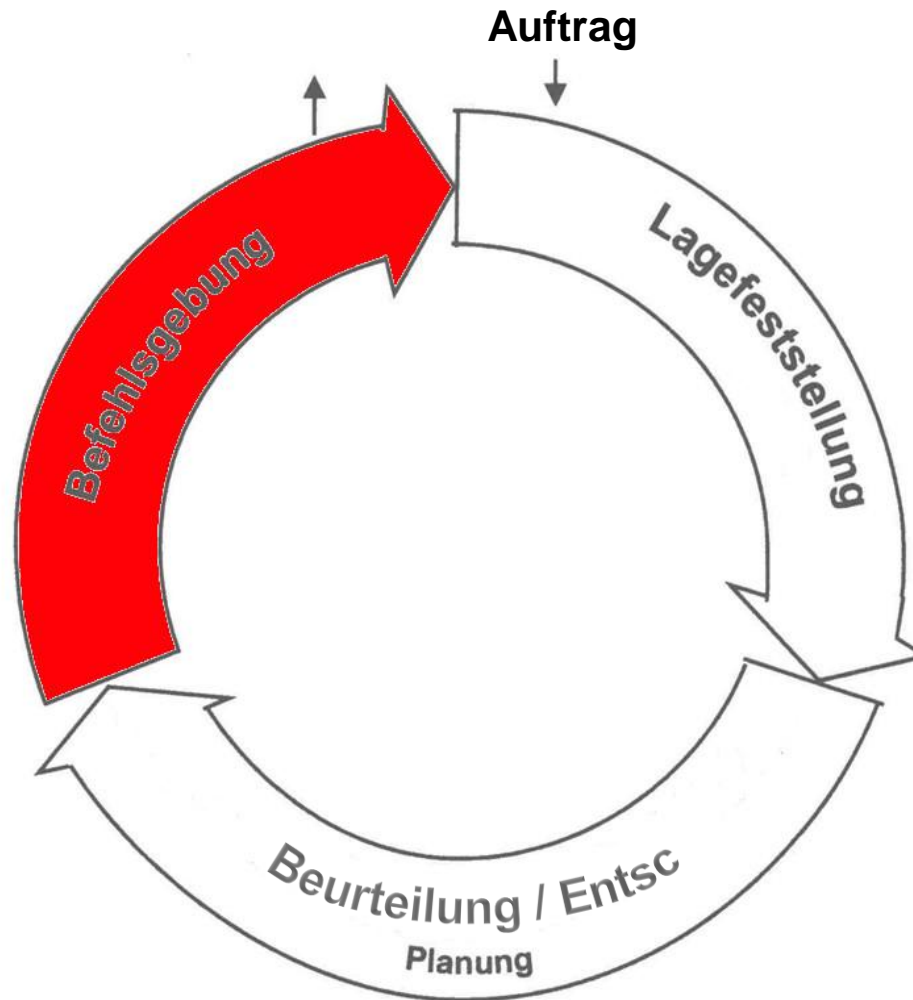 Auftrag
Lagefeststellung
Beurteilung / Entsc
Planung
Befehlsgebung